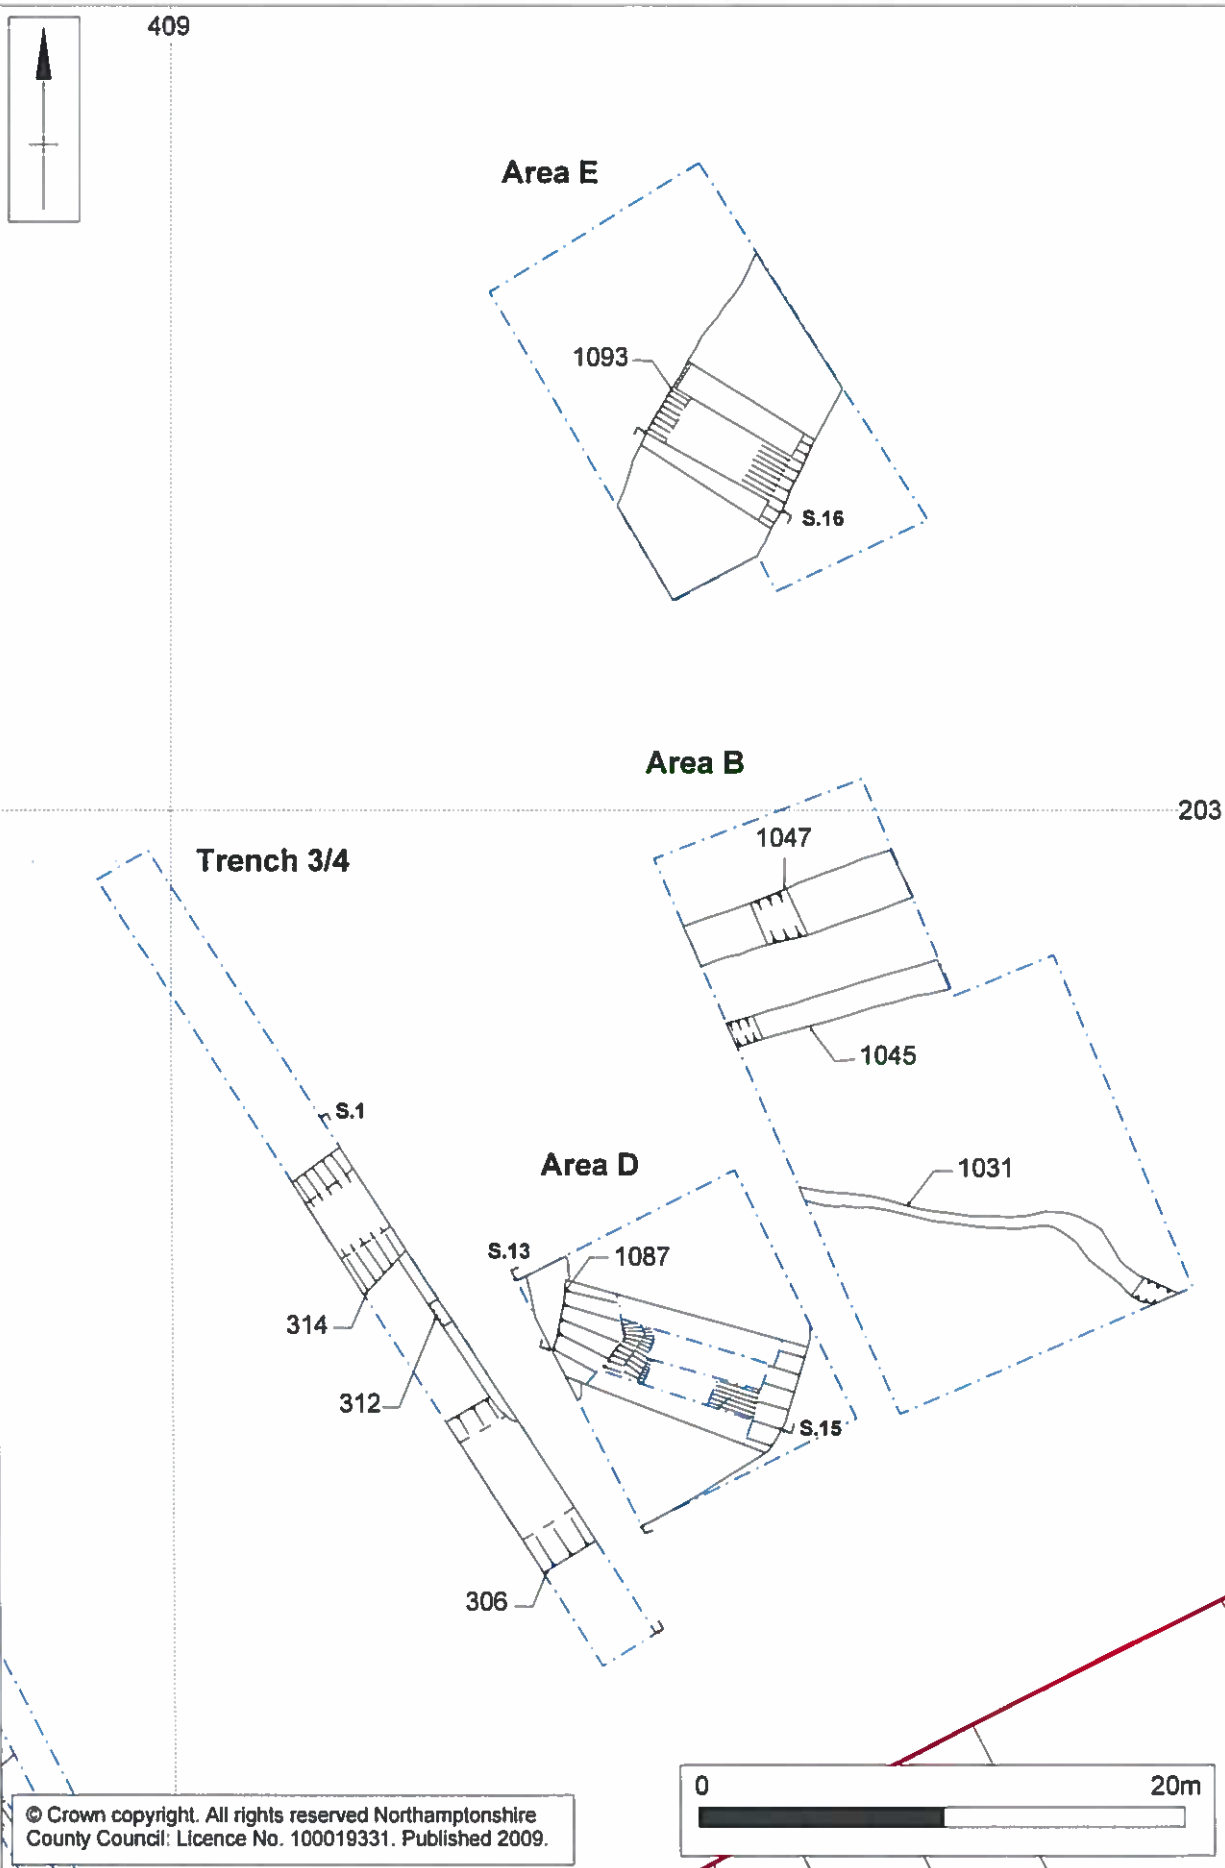 409
Area E
1093
S.16
Area B
203
1047
Trench 3/4
1045
S.1
Area D
1031
S.13
1087
314
312
S.15
306
0 20m
© Crown copyright. All rights reserved Northamptonshire
County Council: Licence No. 100019331. Published 2009.